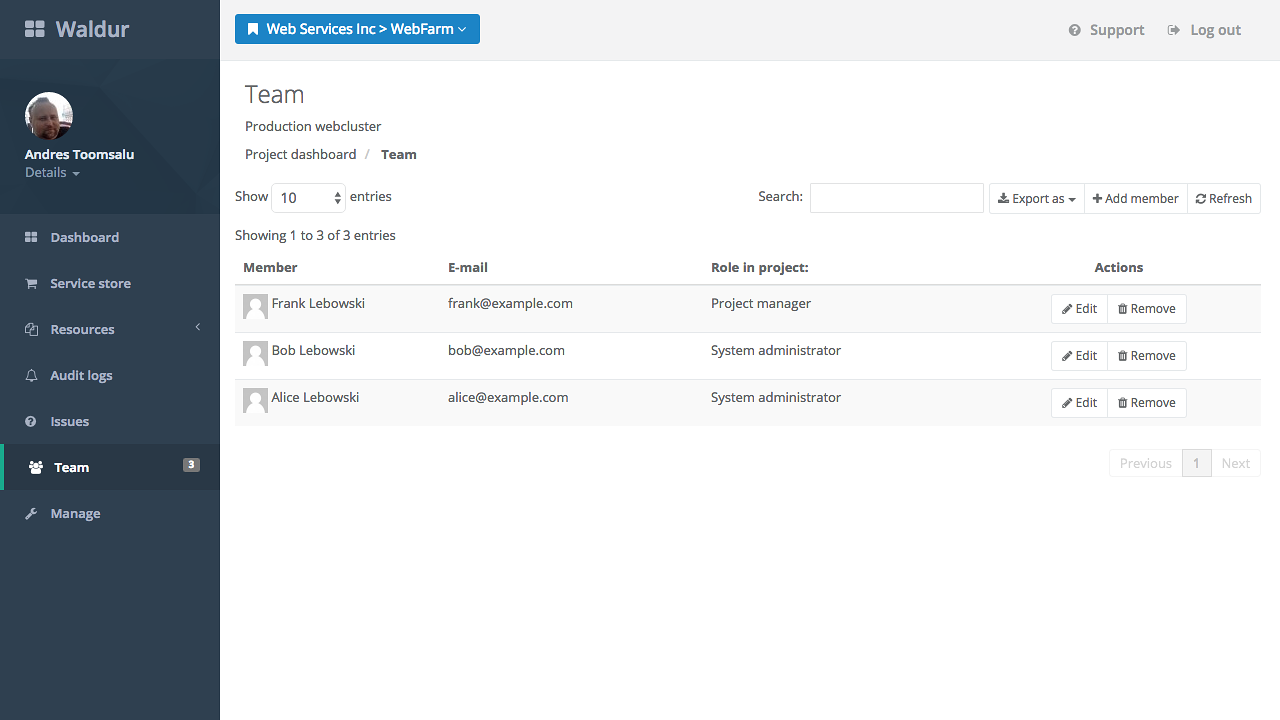 Waldur
Web Services Inc > WebFarm
Support
Log out
Andres Toomsalu
Details
Dashboard
Service store
Resources
Audit logs
Issues
Team 3
Manage
Team
Production webcluster
Project dashboard / Team
Show 10 entries
Search:
Export as
Add member
Refresh
Showing 1 to 3 of 3 entries
Member E-mail Role in project: Actions
Frank Lebowski frank@example.com Project manager Edit Remove
Bob Lebowski bob@example.com System administrator Edit Remove
Alice Lebowski alice@example.com System administrator Edit Remove
Previous 1 Next